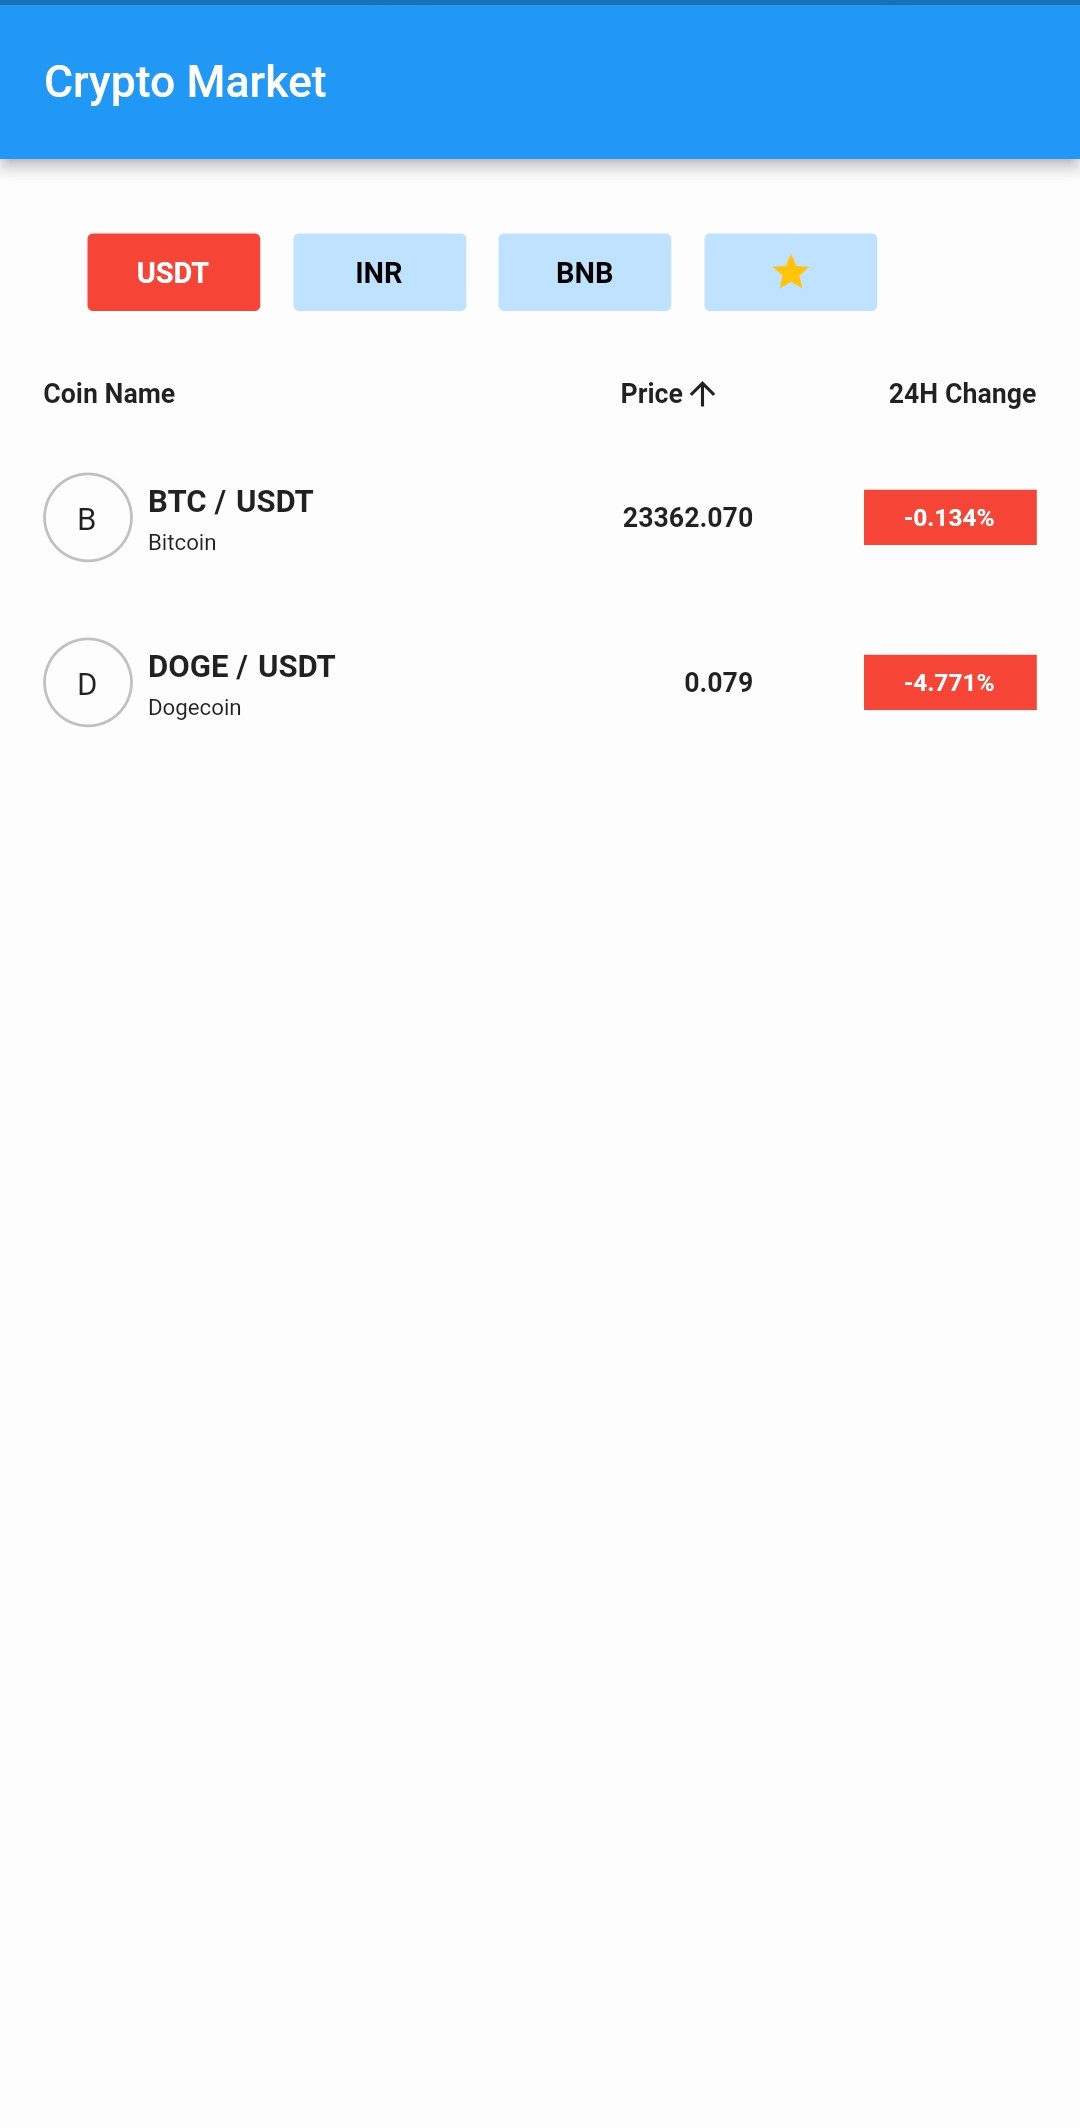 Crypto Market
USDT INR BNB
Coin Name Price 24H Change
B BTC / USDT 23362.070 -0.134%
Bitcoin
D DOGE / USDT 0.079 -4.771%
Dogecoin